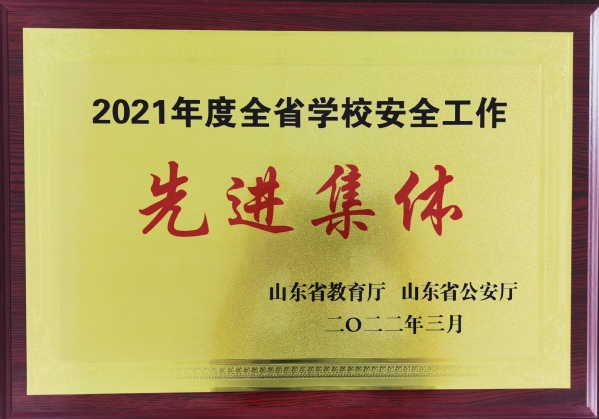 2021年度全省学校安全工作
先进集体
山东省教育厅 山东省公安厅
二〇二二年三月